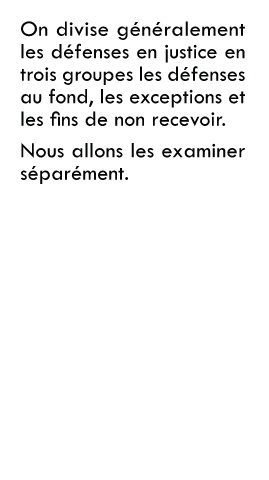 On divise généralement
les défenses en justice en
trois groupes les défenses
au fond, les exceptions et
les fins de non recevoir.
Nous allons les examiner
séparément.